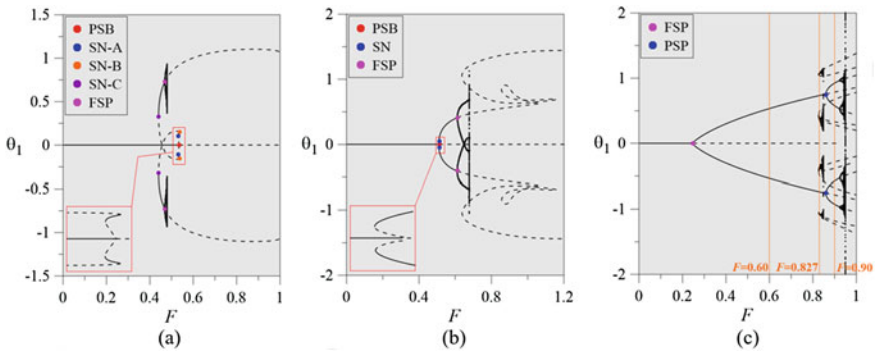 PSB
SN-A
SN-B
SN-C
FSP
1.5
1
0.5
θ1
0
-0.5
-1
-1.5
0 0.2 0.4 0.6 0.8 1
F
(a)
PSB
SN
FSP
2
1
θ1
0
-1
-2
0 0.4 0.8 1.2
F
(b)
FSP
PSP
2
1
θ1
0
-1
-2
F=0.60 F=0.827 F=0.90
0 0.2 0.4 0.6 0.8 1
F
(c)